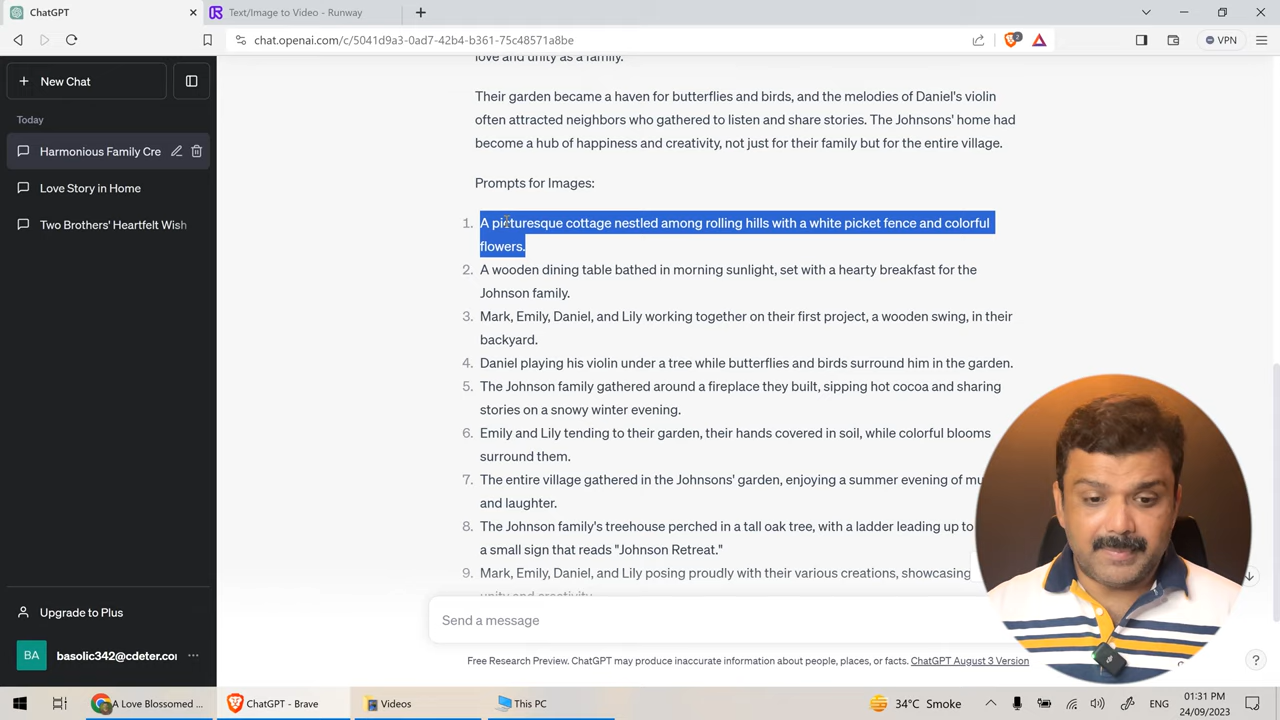 ChatGPT
Text/Image to Video - Runway
chat.openai.com/c/5041d9a3-0ad7-42b4-b361-75c48571a8be
2
VPN
New Chat
Today
Harmonious Family Cre
Love Story in Home
Two Brothers' Heartfelt Wish
love and unity as a family.
Their garden became a haven for butterflies and birds, and the melodies of Daniel's violin
often attracted neighbors who gathered to listen and share stories. The Johnsons' home had
become a hub of happiness and creativity, not just for their family but for the entire village.
Prompts for Images:
1. A picturesque cottage nestled among rolling hills with a white picket fence and colorful
flowers.
2. A wooden dining table bathed in morning sunlight, set with a hearty breakfast for the
Johnson family.
3. Mark, Emily, Daniel, and Lily working together on their first project, a wooden swing, in their
backyard.
4. Daniel playing his violin under a tree while butterflies and birds surround him in the garden.
5. The Johnson family gathered around a fireplace they built, sipping hot cocoa and sharing
stories on a snowy winter evening.
6. Emily and Lily tending to their garden, their hands covered in soil, while colorful blooms
surround them.
7. The entire village gathered in the Johnsons' garden, enjoying a summer evening of
and laughter.
8. The Johnson family's treehouse perched in a tall oak tree, with a ladder leading up to
a small sign that reads "Johnson Retreat."
9. Mark, Emily, Daniel, and Lily posing proudly with their various creations, showcasing
unity and creativity.
Send a message
Free Research Preview. ChatGPT may produce inaccurate information about people, places, or facts. ChatGPT August 3 Version
?
Upgrade to Plus
BA
basolic342@cdeter.co
A Love Blossomed ...
ChatGPT - Brave
Videos
This PC
34°C Smoke
ENG
01:31 PM
24/09/2023